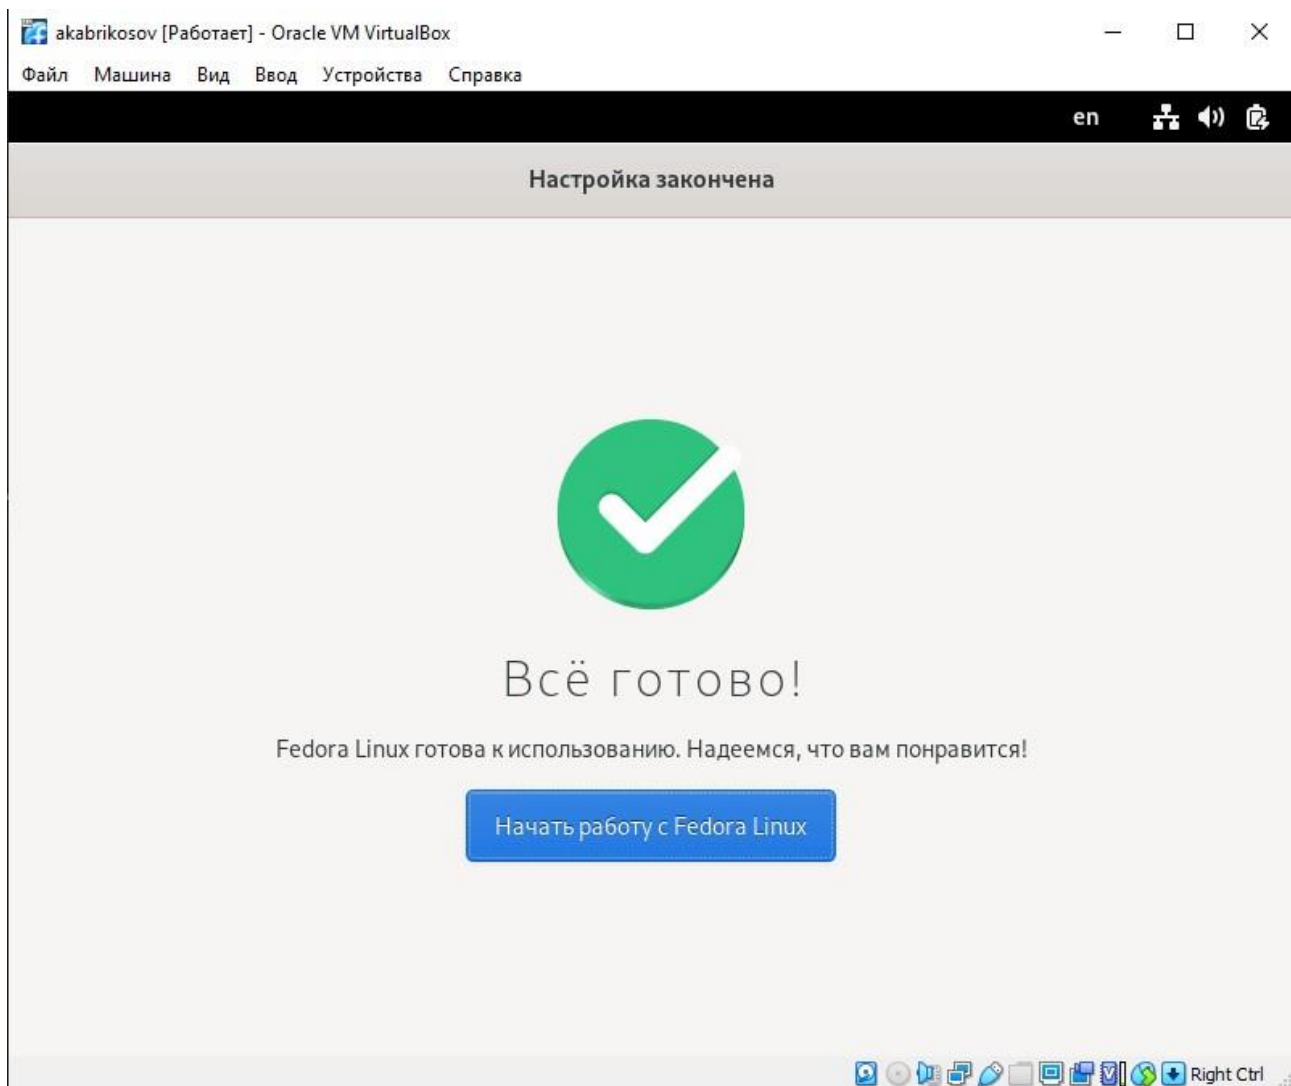 akabrikosov [Работает] - Oracle VM VirtualBox
Файл Машина Вид Ввод Устройства Справка
en
Настройка закончена
Всё готово!
Fedora Linux готова к использованию. Надеемся, что вам понравится!
Начать работу с Fedora Linux
Right Ctrl